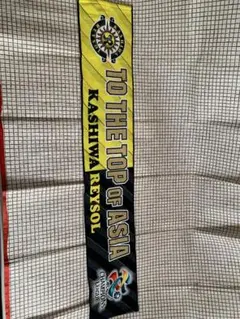 TO THE TOP OF ASIA
KASHIWA REYSOL